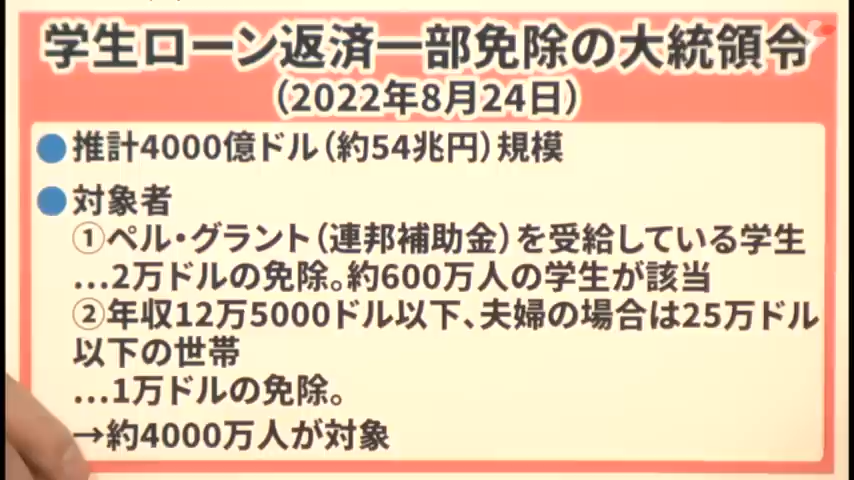 学生ローン返済一部免除の大統領令
（2022年8月24日）
●推計4000億ドル（約54兆円）規模
●対象者
①ペル・グラント（連邦補助金）を受給している学生
…2万ドルの免除。約600万人の学生が該当
②年収12万5000ドル以下、夫婦の場合は25万ドル
以下の世帯
…1万ドルの免除。
→約4000万人が対象